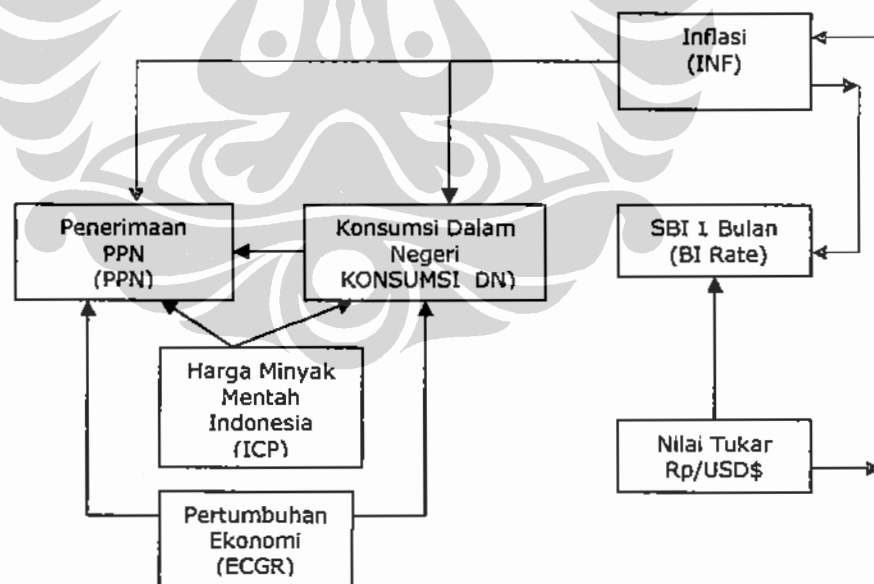 Inflasi
(INF)
Penerimaan
PPN
(PPN)
Konsumsi Dalam
Negeri
KONSUMSI DN)
SBI 1 Bulan
(BI Rate)
Harga Minyak
Mentah
Indonesia
(ICP)
Nilai Tukar
Rp/USD$
Pertumbuhan
Ekonomi
(ECGR)